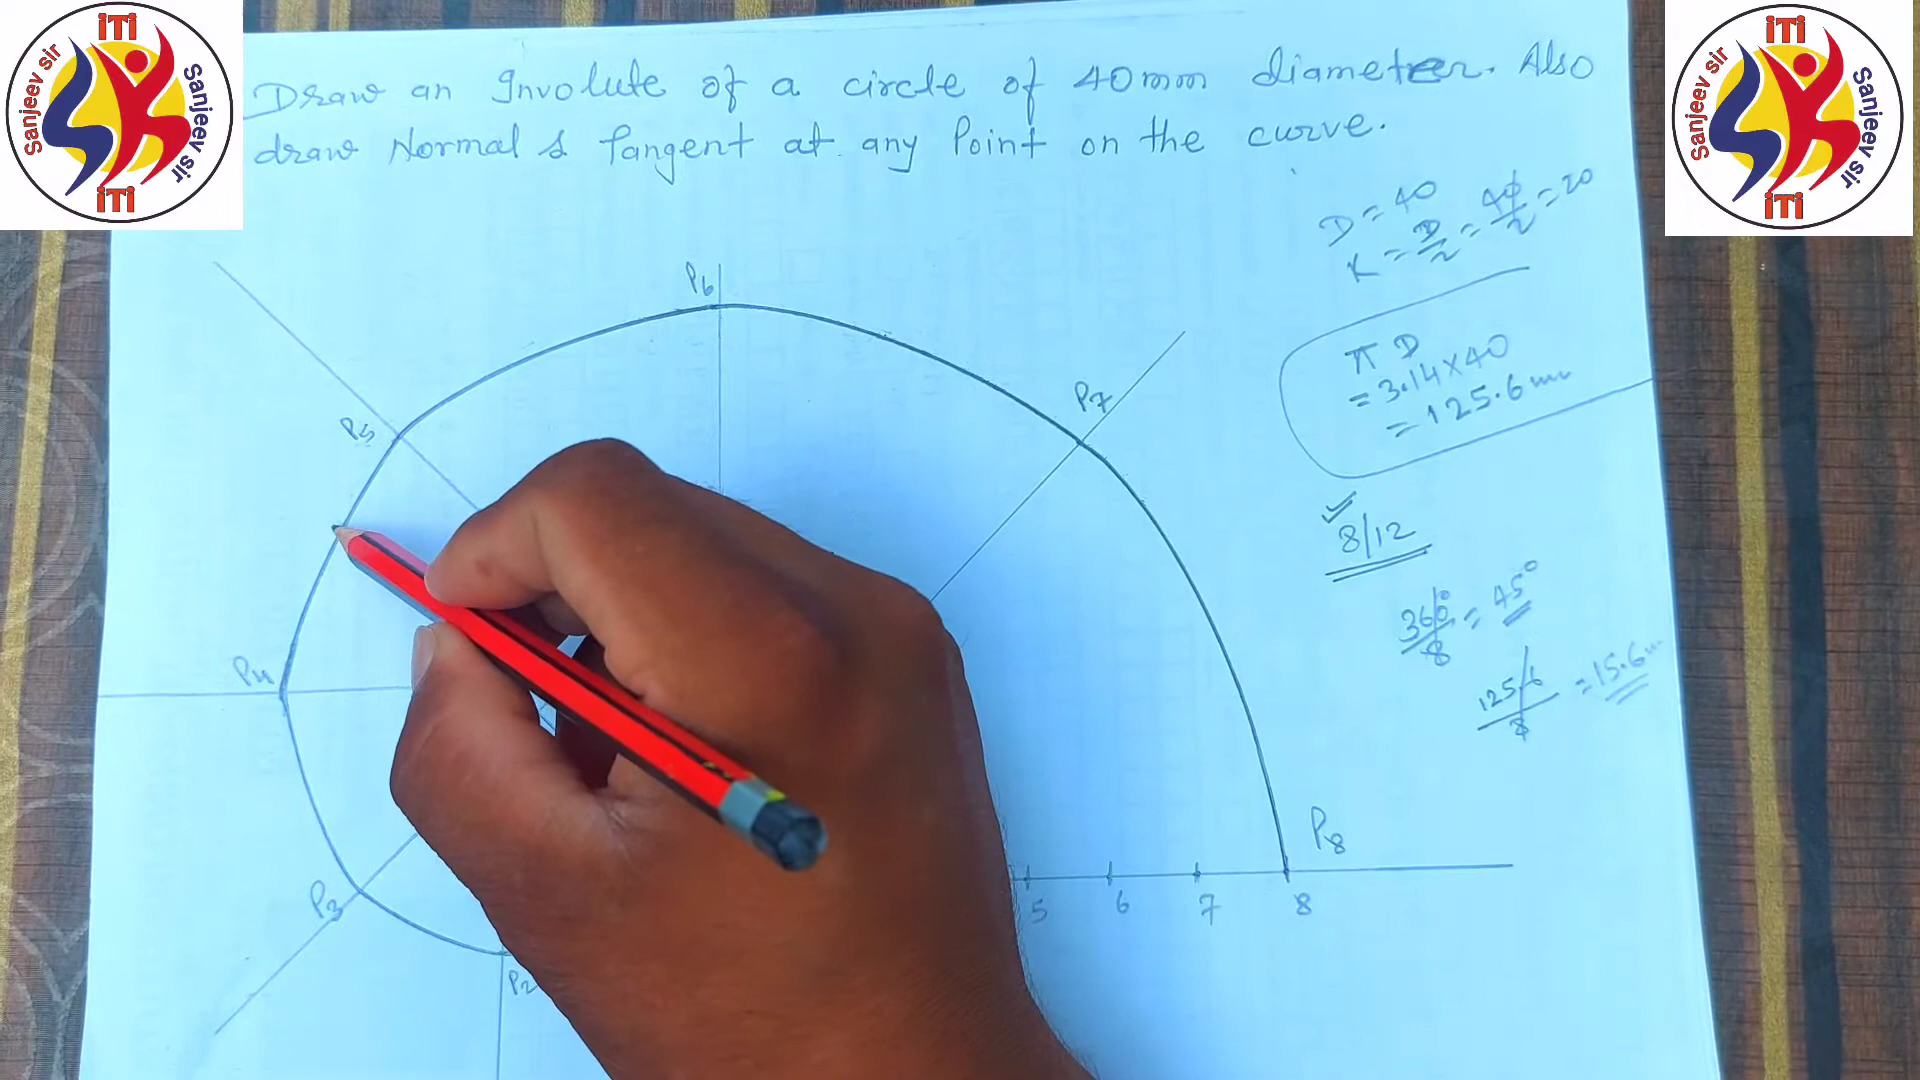 iTi
Sanjeev sir
Sanjeev sir
iTi
iTi
Sanjeev sir
Sanjeev sir
iTi
Draw an Involute of a circle of 40mm diameter. Also
draw Normal & Tangent at any Point on the curve.
D = 40
R = D/2 = 40/2 = 20
π D
= 3.14 x 40
= 125.6 mm
8/12
360°/8 = 45°
125.6/8 = 15.6
P6
P7
P5
P4
P3
P2
P8
5 6 7 8